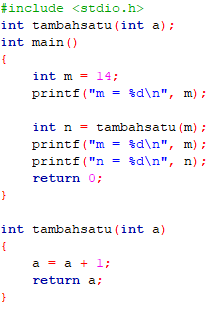 #include <stdio.h>
int tambahsatu(int a);
int main()
{
    int m = 14;
    printf("m = %d\n", m);

    int n = tambahsatu(m);
    printf("m = %d\n", m);
    printf("n = %d\n", n);
    return 0;
}

int tambahsatu(int a)
{
    a = a + 1;
    return a;
}